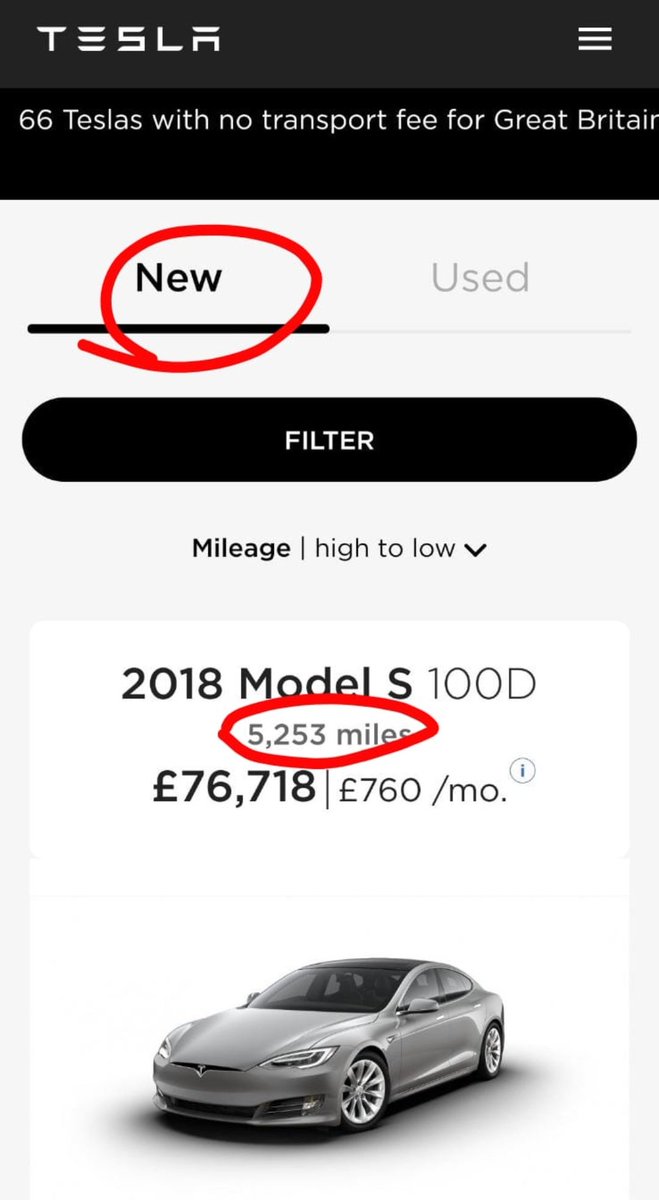 TESLA
66 Teslas with no transport fee for Great Britain
New
Used
FILTER
Mileage | high to low
2018 Model S 100D
5,253 miles
£76,718 | £760 /mo. i